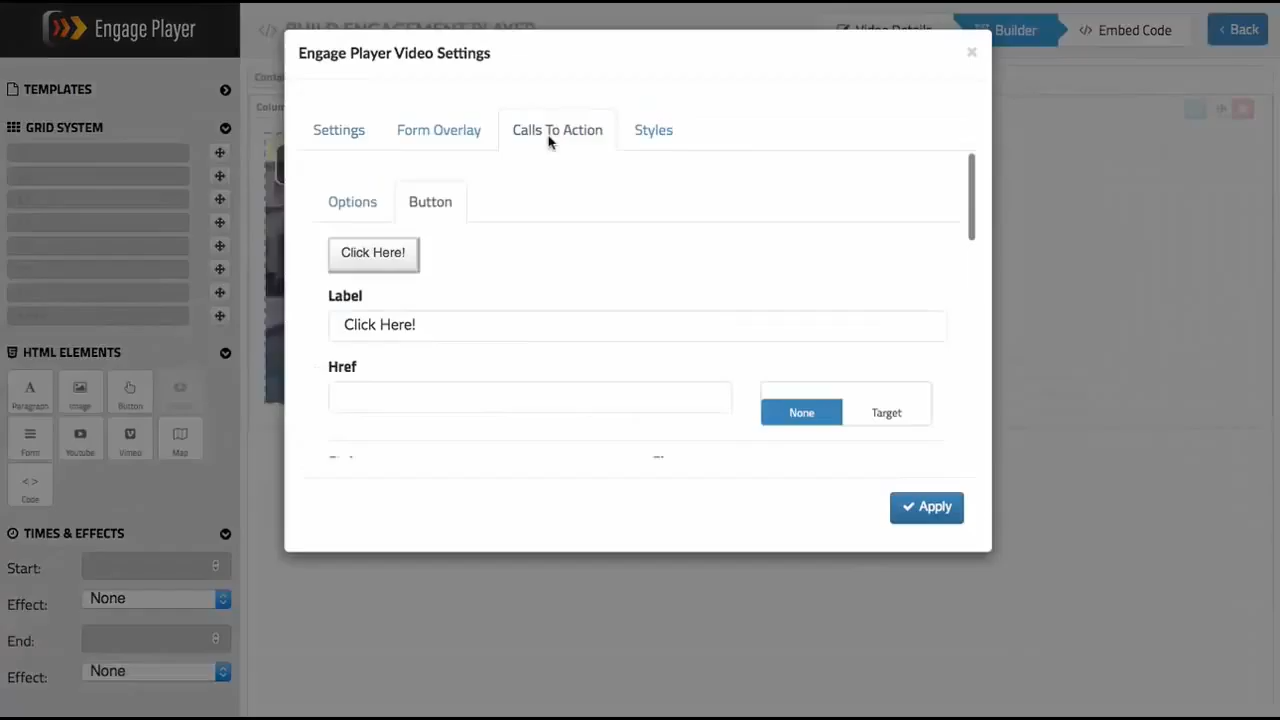 Engage Player
BUILD ENGAGEMENT PLAYER
Video Details
Builder
</> Embed Code
‹ Back
TEMPLATES
GRID SYSTEM
HTML ELEMENTS
Paragraph
Image
Button
Form
Youtube
Vimeo
Map
<>
Code
TIMES & EFFECTS
Start:
Effect: None
End:
Effect: None
Engage Player Video Settings
×
Settings
Form Overlay
Calls To Action
Styles
Options
Button
Click Here!
Label
Click Here!
Href
None
Target
Apply